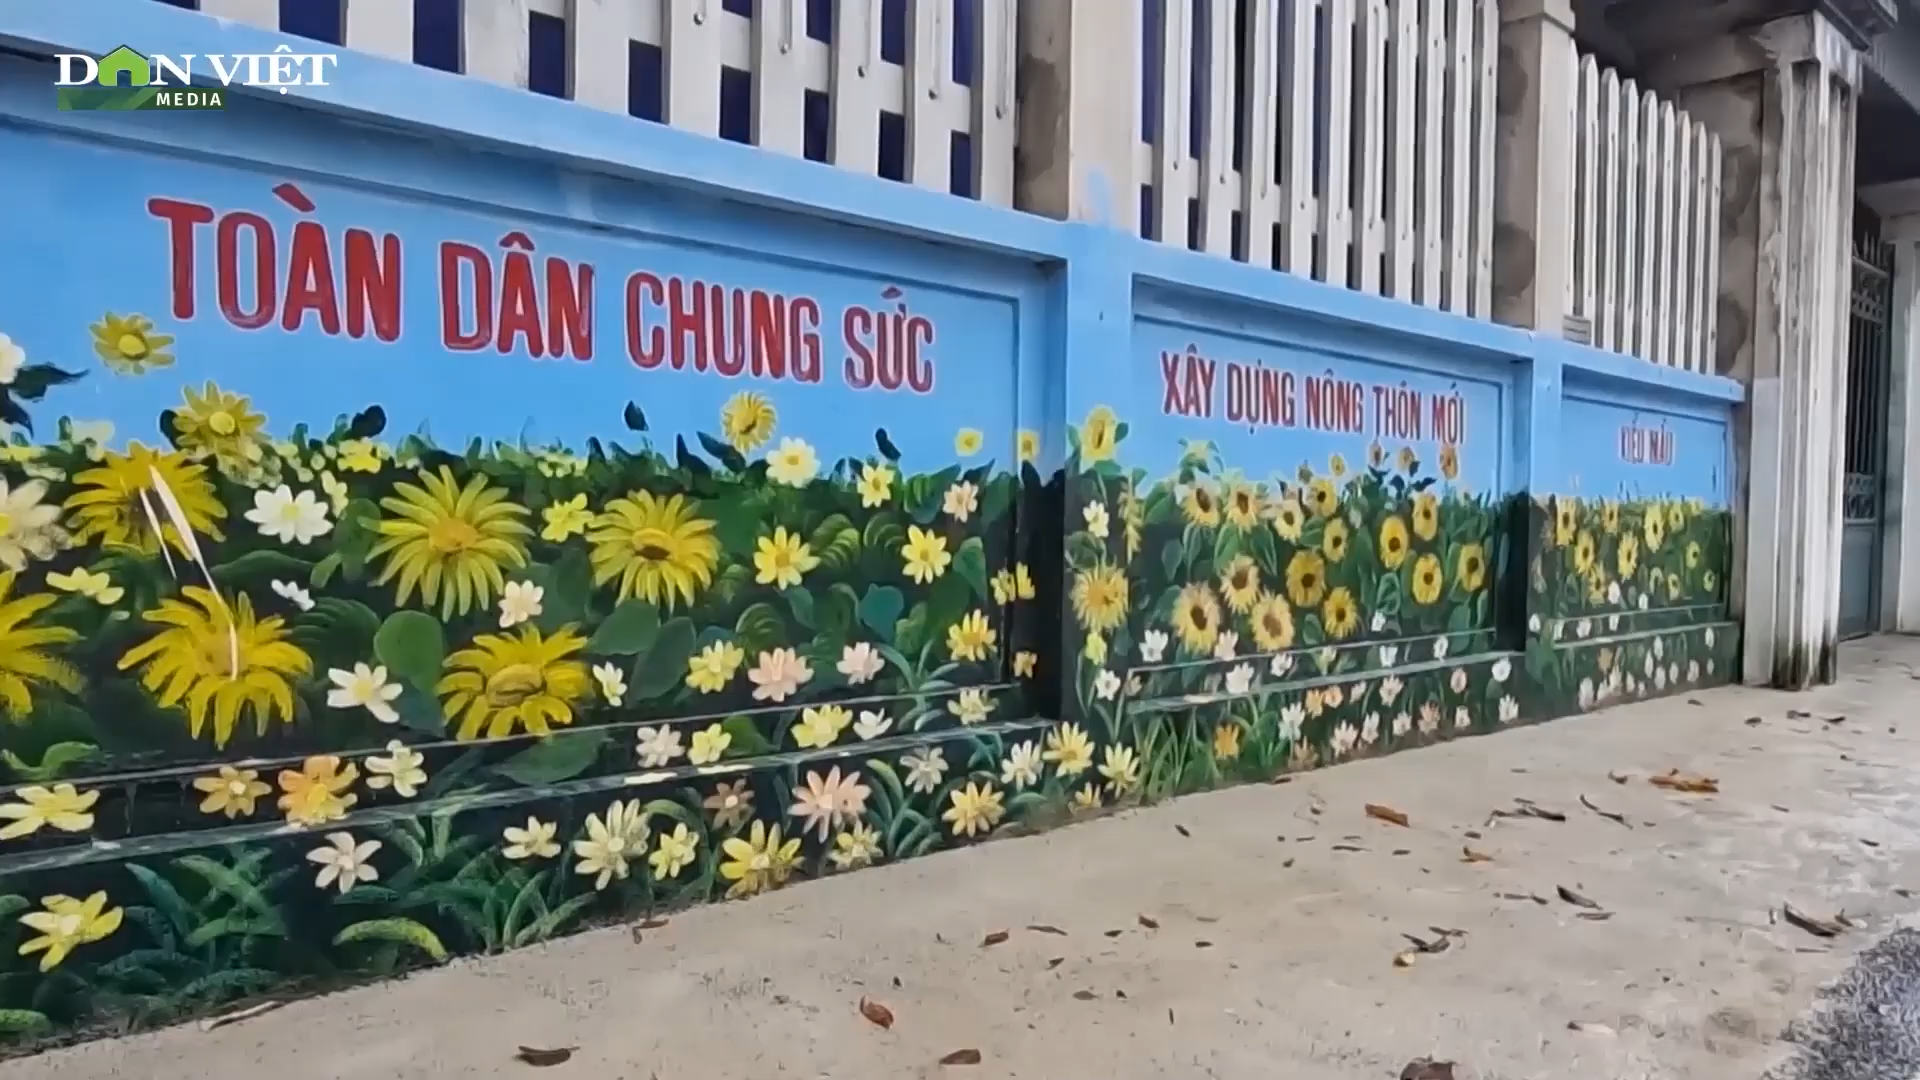 DÂN VIỆT
MEDIA
TOÀN DÂN CHUNG SỨC
XÂY DỰNG NÔNG THÔN MỚI
KIỂU MẪU